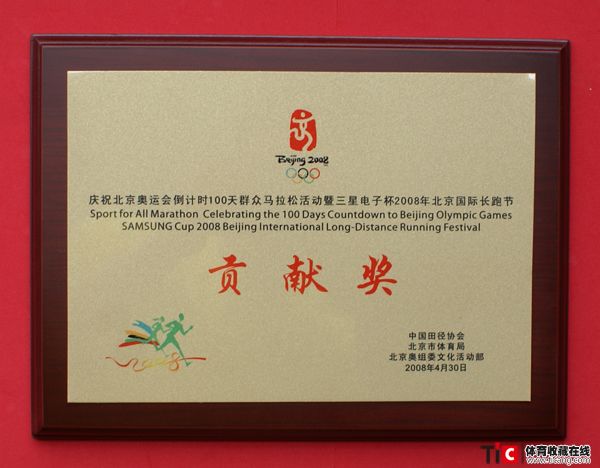 Beijing 2008
庆祝北京奥运会倒计时100天群众马拉松活动暨三星电子杯2008年北京国际长跑节
Sport for All Marathon Celebrating the 100 Days Countdown to Beijing Olympic Games
SAMSUNG Cup 2008 Beijing International Long-Distance Running Festival
贡献奖
中国田径协会
北京市体育局
北京奥组委文化活动部
2008年4月30日
TiC 体育收藏在线
www.ticang.com